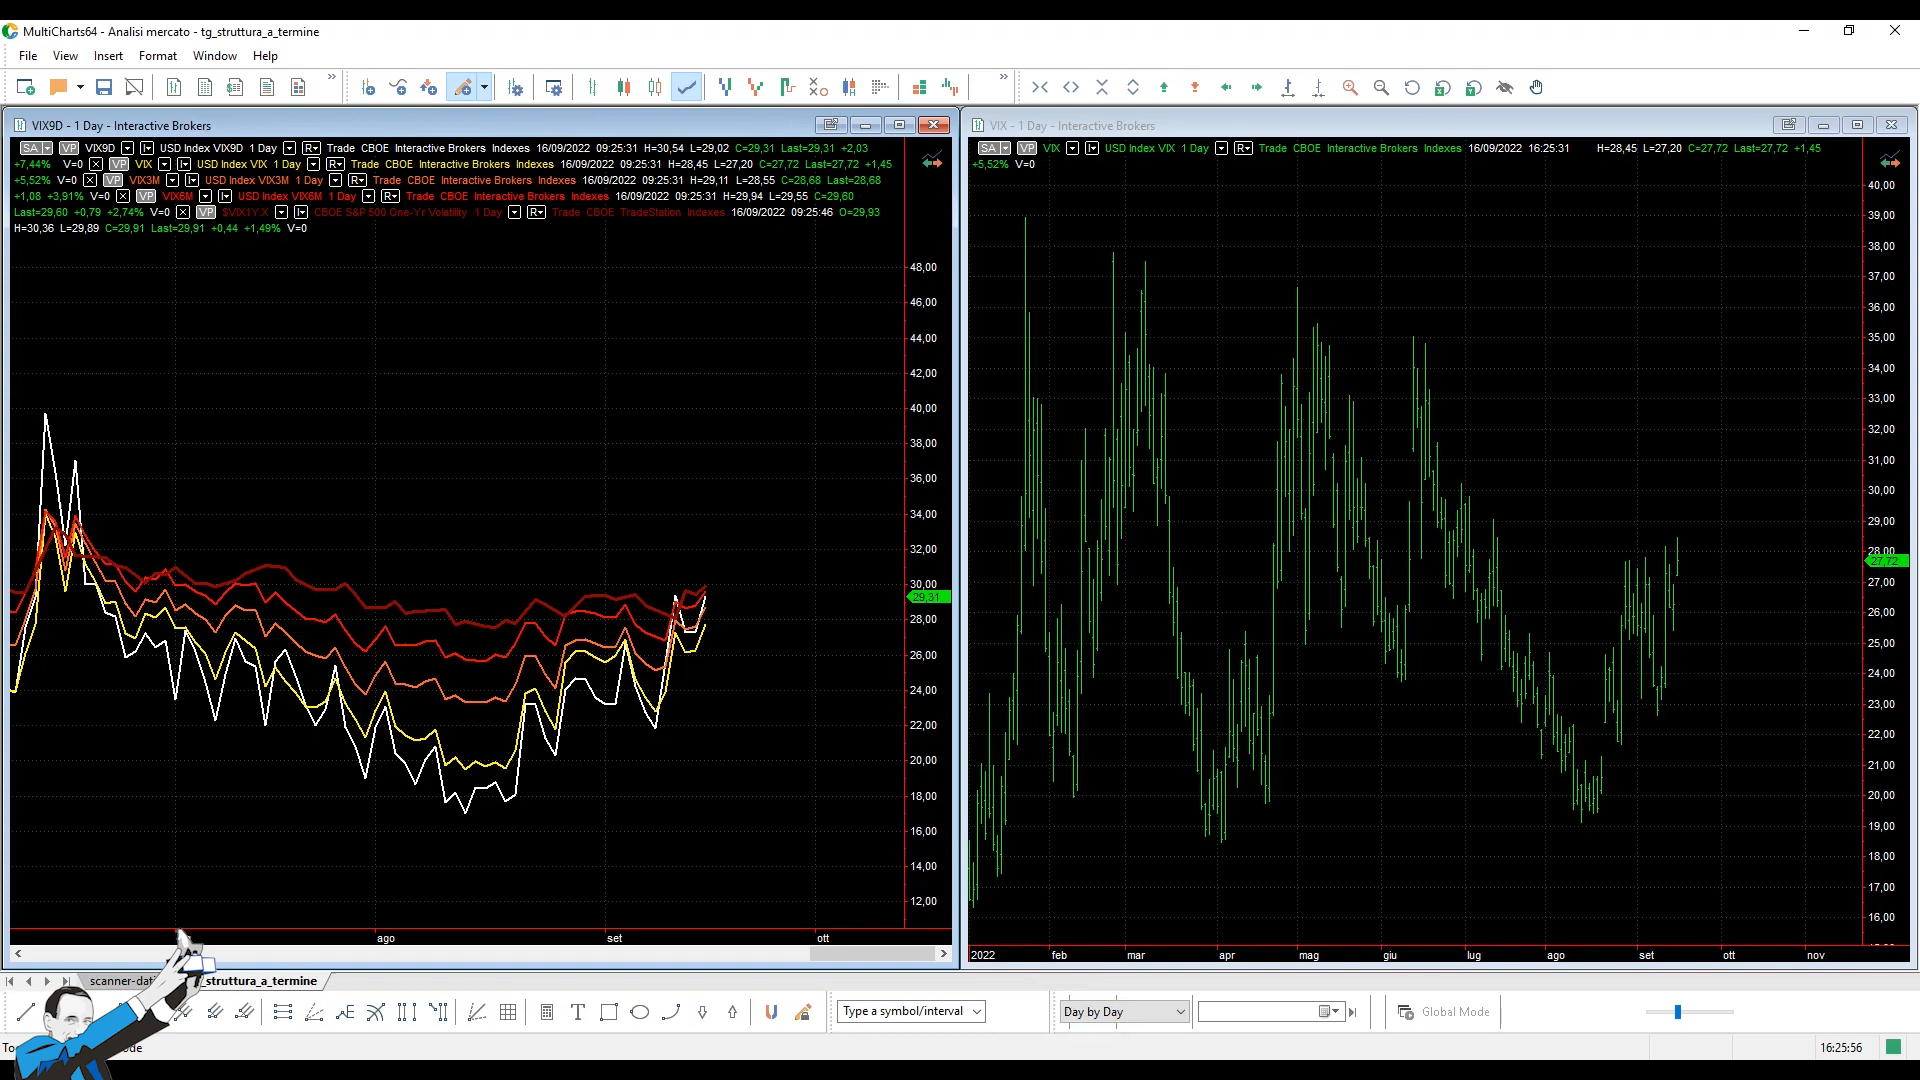 MultiCharts64 - Analisi mercato - tg_struttura_a_termine
File View Insert Format Window Help
VIX9D - 1 Day - Interactive Brokers
SA VP VIX9D USD Index VIX9D 1 Day R Trade CBOE Interactive Brokers Indexes 16/09/2022 09:25:31 H=30,54 L=29,02 C=29,31 Last=29,31 +2,03
+7,44% V=0 VP VIX USD Index VIX 1 Day R Trade CBOE Interactive Brokers Indexes 16/09/2022 09:25:31 H=28,45 L=27,20 C=27,72 Last=27,72 +1,45
+5,52% V=0 VP VIX3M USD Index VIX3M 1 Day R Trade CBOE Interactive Brokers Indexes 16/09/2022 09:25:31 H=29,11 L=28,55 C=28,68 Last=28,68
+1,08 +3,91% V=0 VP VIX6M USD Index VIX6M 1 Day R Trade CBOE Interactive Brokers Indexes 16/09/2022 09:25:31 H=29,94 L=29,55 C=29,60
Last=29,60 +0,79 +2,74% V=0 VP $VIX1Y.X CBOE S&P 500 One-Yr Volatility 1 Day R Trade CBOE TradeStation Indexes 16/09/2022 09:25:46 O=29,93
H=30,36 L=29,89 C=29,91 Last=29,91 +0,44 +1,49% V=0
48,00
46,00
44,00
42,00
40,00
38,00
36,00
34,00
32,00
30,00
29,31
28,00
26,00
24,00
22,00
20,00
18,00
16,00
14,00
12,00
ago set ott
VIX - 1 Day - Interactive Brokers
SA VP VIX USD Index VIX 1 Day R Trade CBOE Interactive Brokers Indexes 16/09/2022 16:25:31 H=28,45 L=27,20 C=27,72 Last=27,72 +1,45
+5,52% V=0
40,00
39,00
38,00
37,00
36,00
35,00
34,00
33,00
32,00
31,00
30,00
29,00
28,00
27,72
27,00
26,00
25,00
24,00
23,00
22,00
21,00
20,00
19,00
18,00
17,00
16,00
2022 feb mar apr mag giu lug ago set ott nov
scanner-dati _struttura_a_termine
Type a symbol/interval Day by Day Global Mode
16:25:56